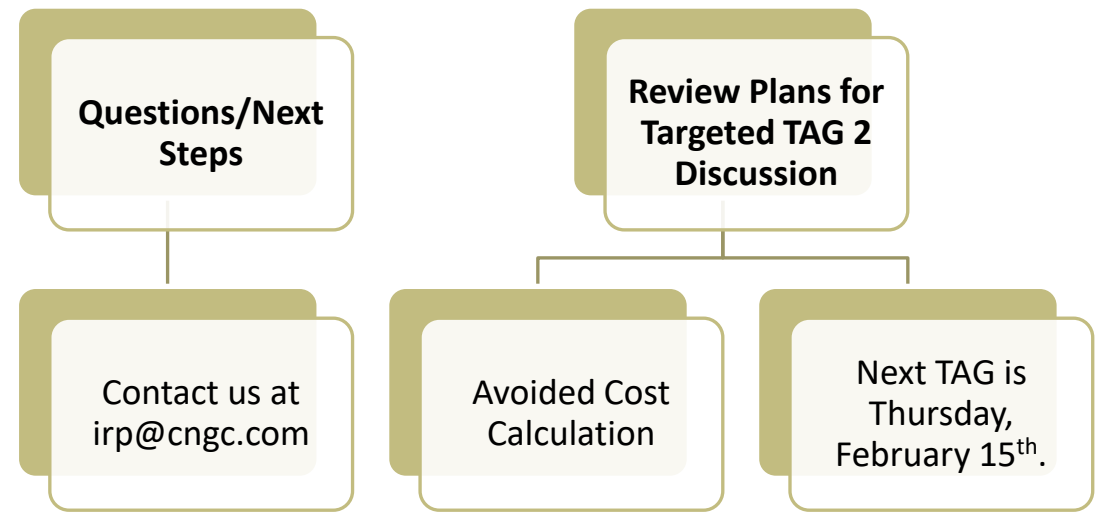 Questions/Next
Steps
Review Plans for
Targeted TAG 2
Discussion
Contact us at
irp@cngc.com
Avoided Cost
Calculation
Next TAG is
Thursday,
February 15th.